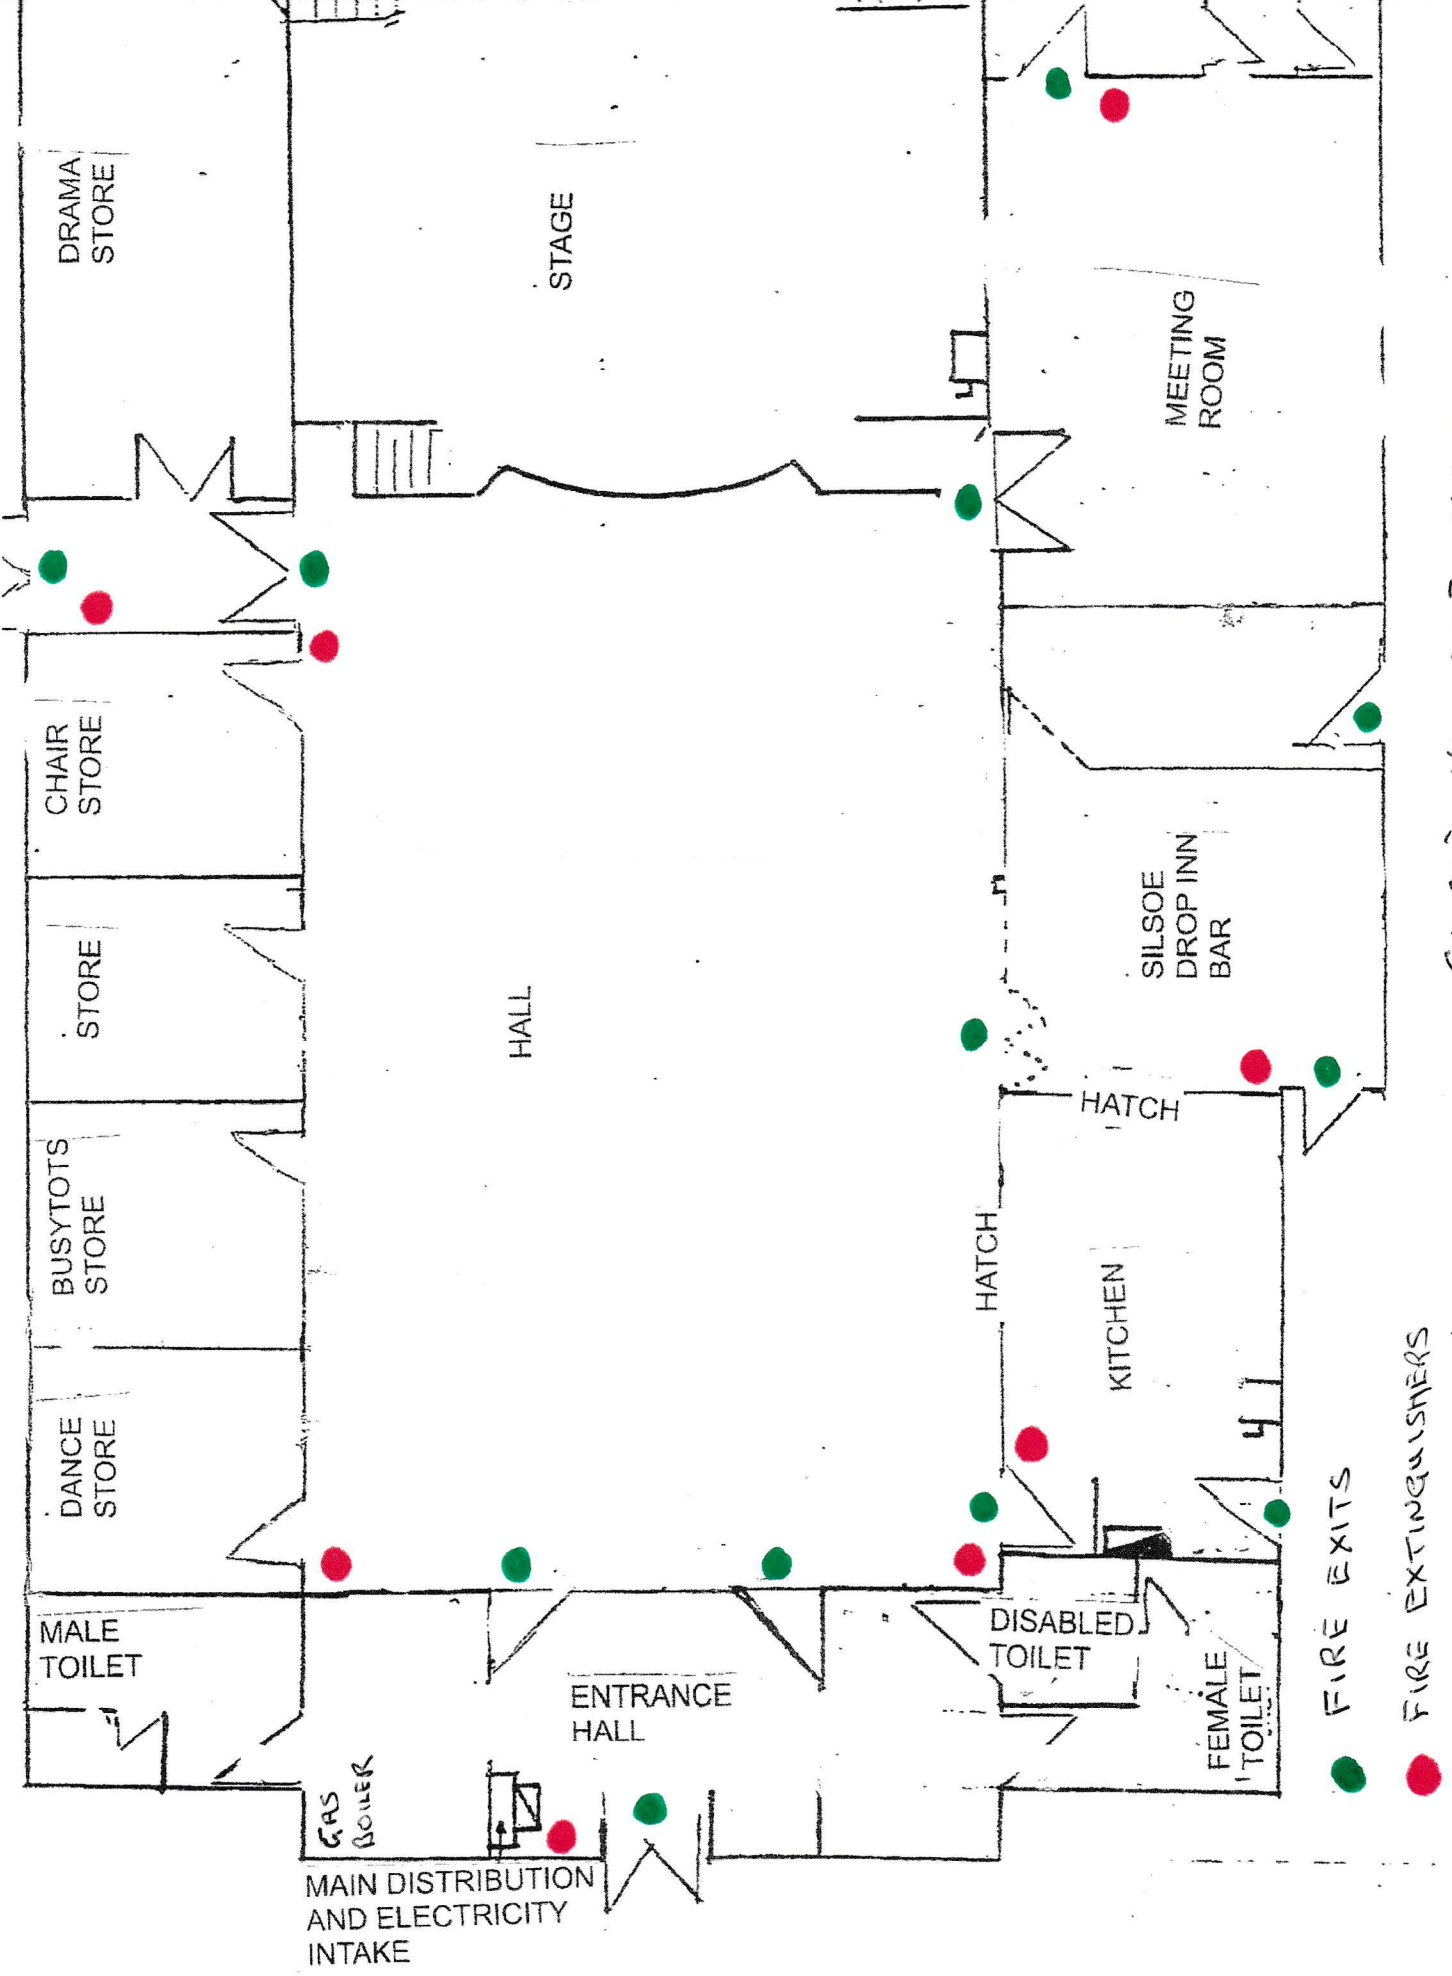 DRAMA
STORE
STAGE
MEETING
ROOM
CHAIR
STORE
STORE
HALL
SILSOE
DROP INN
BAR
HATCH
BUSYTOTS
STORE
HATCH
KITCHEN
DANCE
STORE
MALE
TOILET
ENTRANCE
HALL
DISABLED
TOILET
FEMALE
TOILET
GAS
BOILER
MAIN DISTRIBUTION
AND ELECTRICITY
INTAKE
FIRE EXITS
FIRE EXTINGUISHERS